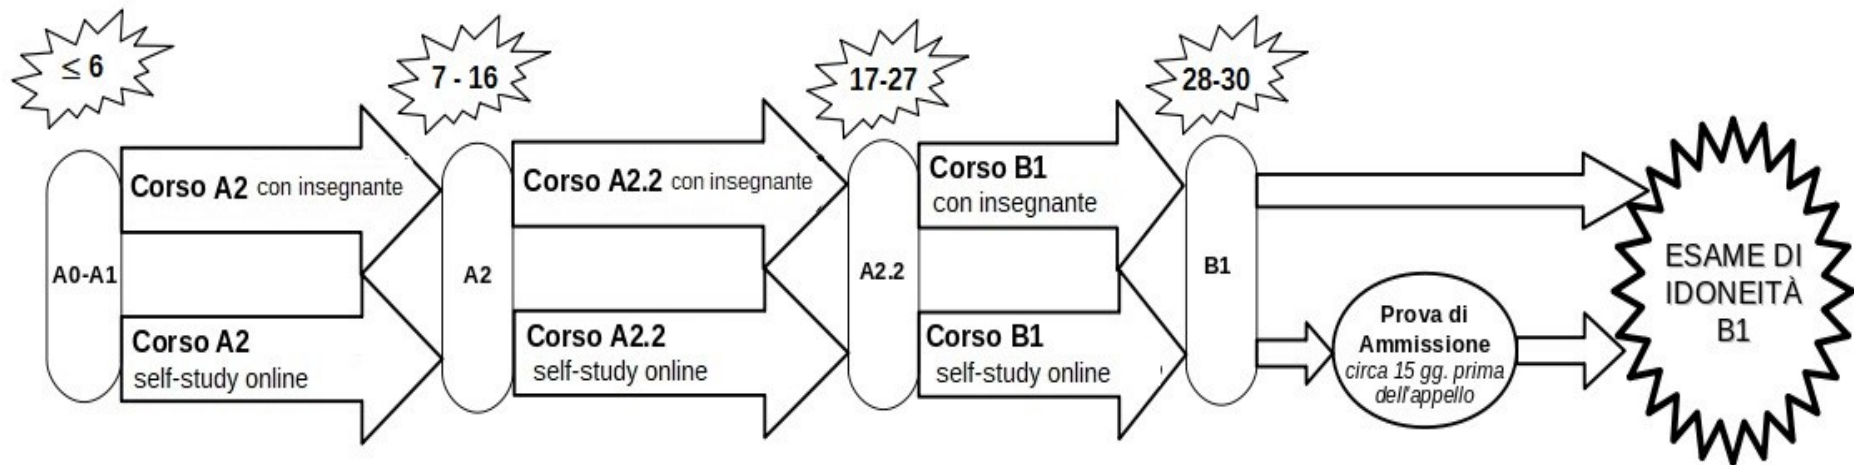 ≤ 6
7 - 16
17-27
28-30
A0-A1
Corso A2 con insegnante
Corso A2
self-study online
A2
Corso A2.2 con insegnante
Corso A2.2
self-study online
A2.2
Corso B1
con insegnante
Corso B1
self-study online
B1
Prova di
Ammissione
circa 15 gg. prima
dell'appello
ESAME DI
IDONEITÀ
B1